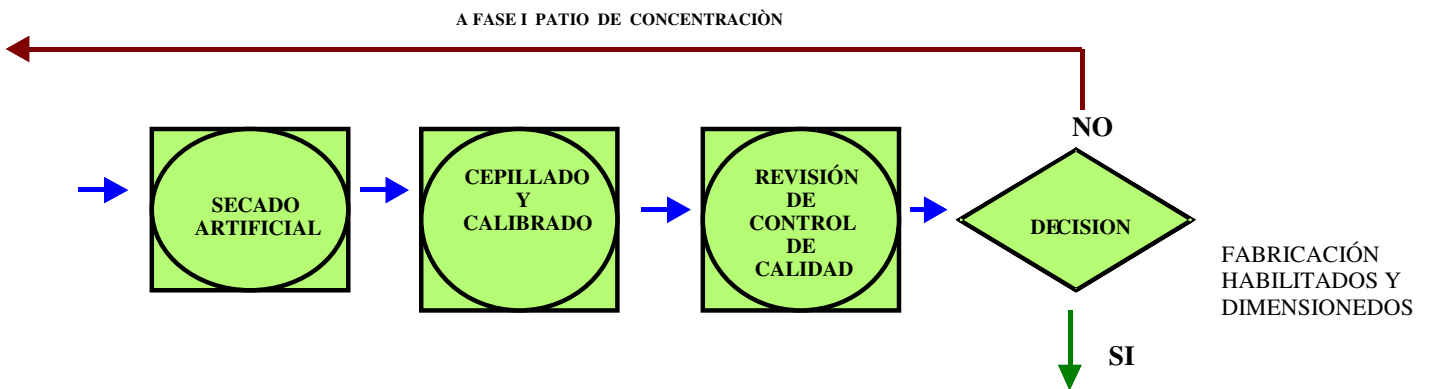 A FASE I PATIO DE CONCENTRACIÒN
NO
SECADO
ARTIFICIAL
CEPILLADO
Y
CALIBRADO
REVISIÓN
DE
CONTROL
DE
CALIDAD
DECISION
FABRICACIÓN
HABILITADOS Y
DIMENSIONEDOS
SI